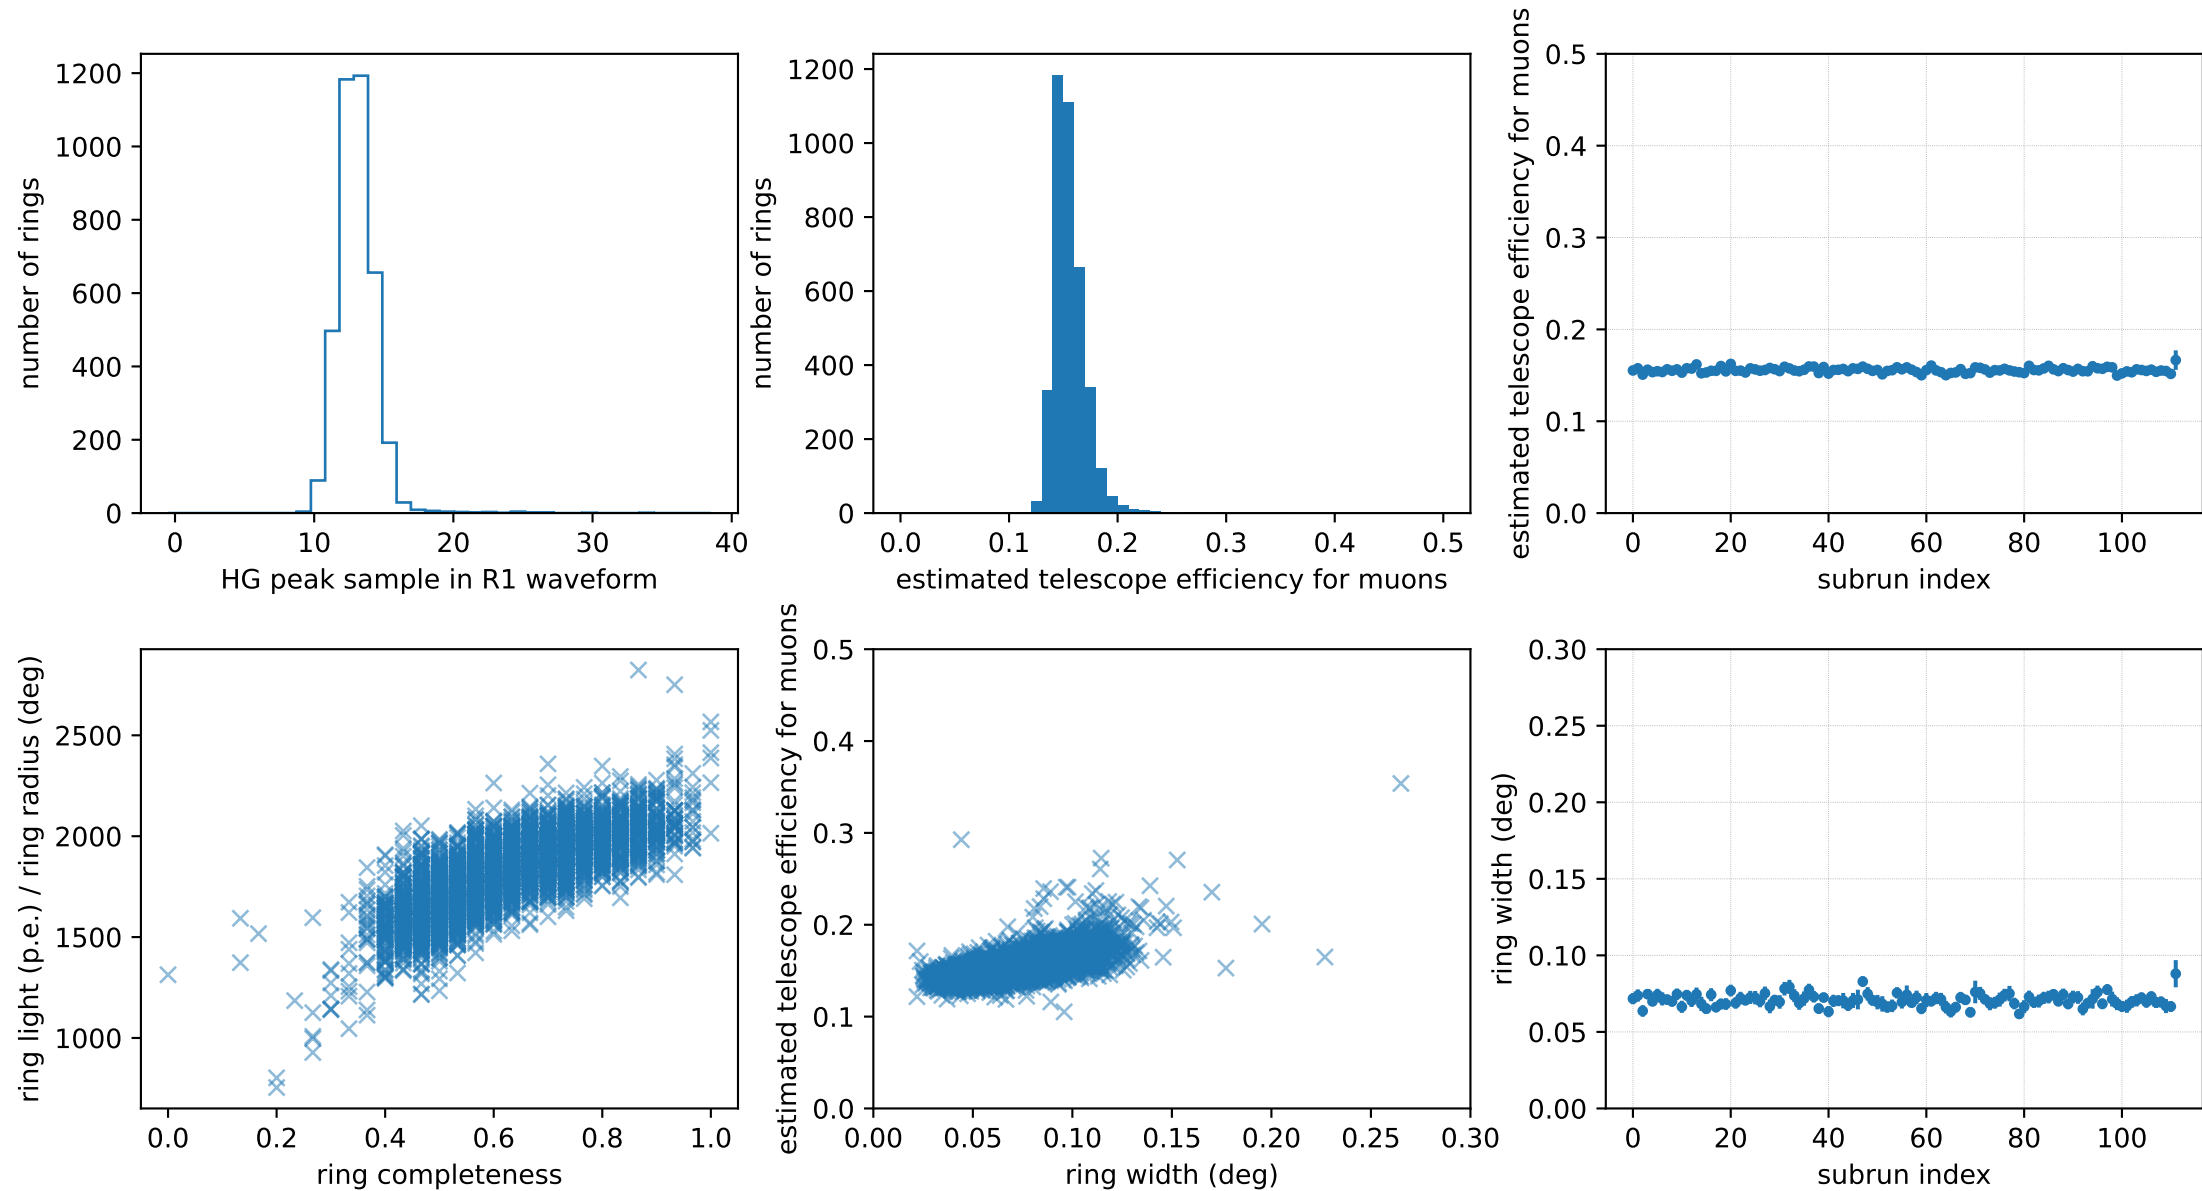 number of rings
1200
1000
800
600
400
200
0
0 10 20 30 40
HG peak sample in R1 waveform
number of rings
1200
1000
800
600
400
200
0
0.0 0.1 0.2 0.3 0.4 0.5
estimated telescope efficiency for muons
estimated telescope efficiency for muons
0.5
0.4
0.3
0.2
0.1
0.0
0 20 40 60 80 100
subrun index
ring light (p.e.) / ring radius (deg)
2500
2000
1500
1000
0.0 0.2 0.4 0.6 0.8 1.0
ring completeness
estimated telescope efficiency for muons
0.5
0.4
0.3
0.2
0.1
0.0
0.00 0.05 0.10 0.15 0.20 0.25 0.30
ring width (deg)
ring width (deg)
0.30
0.25
0.20
0.15
0.10
0.05
0.00
0 20 40 60 80 100
subrun index